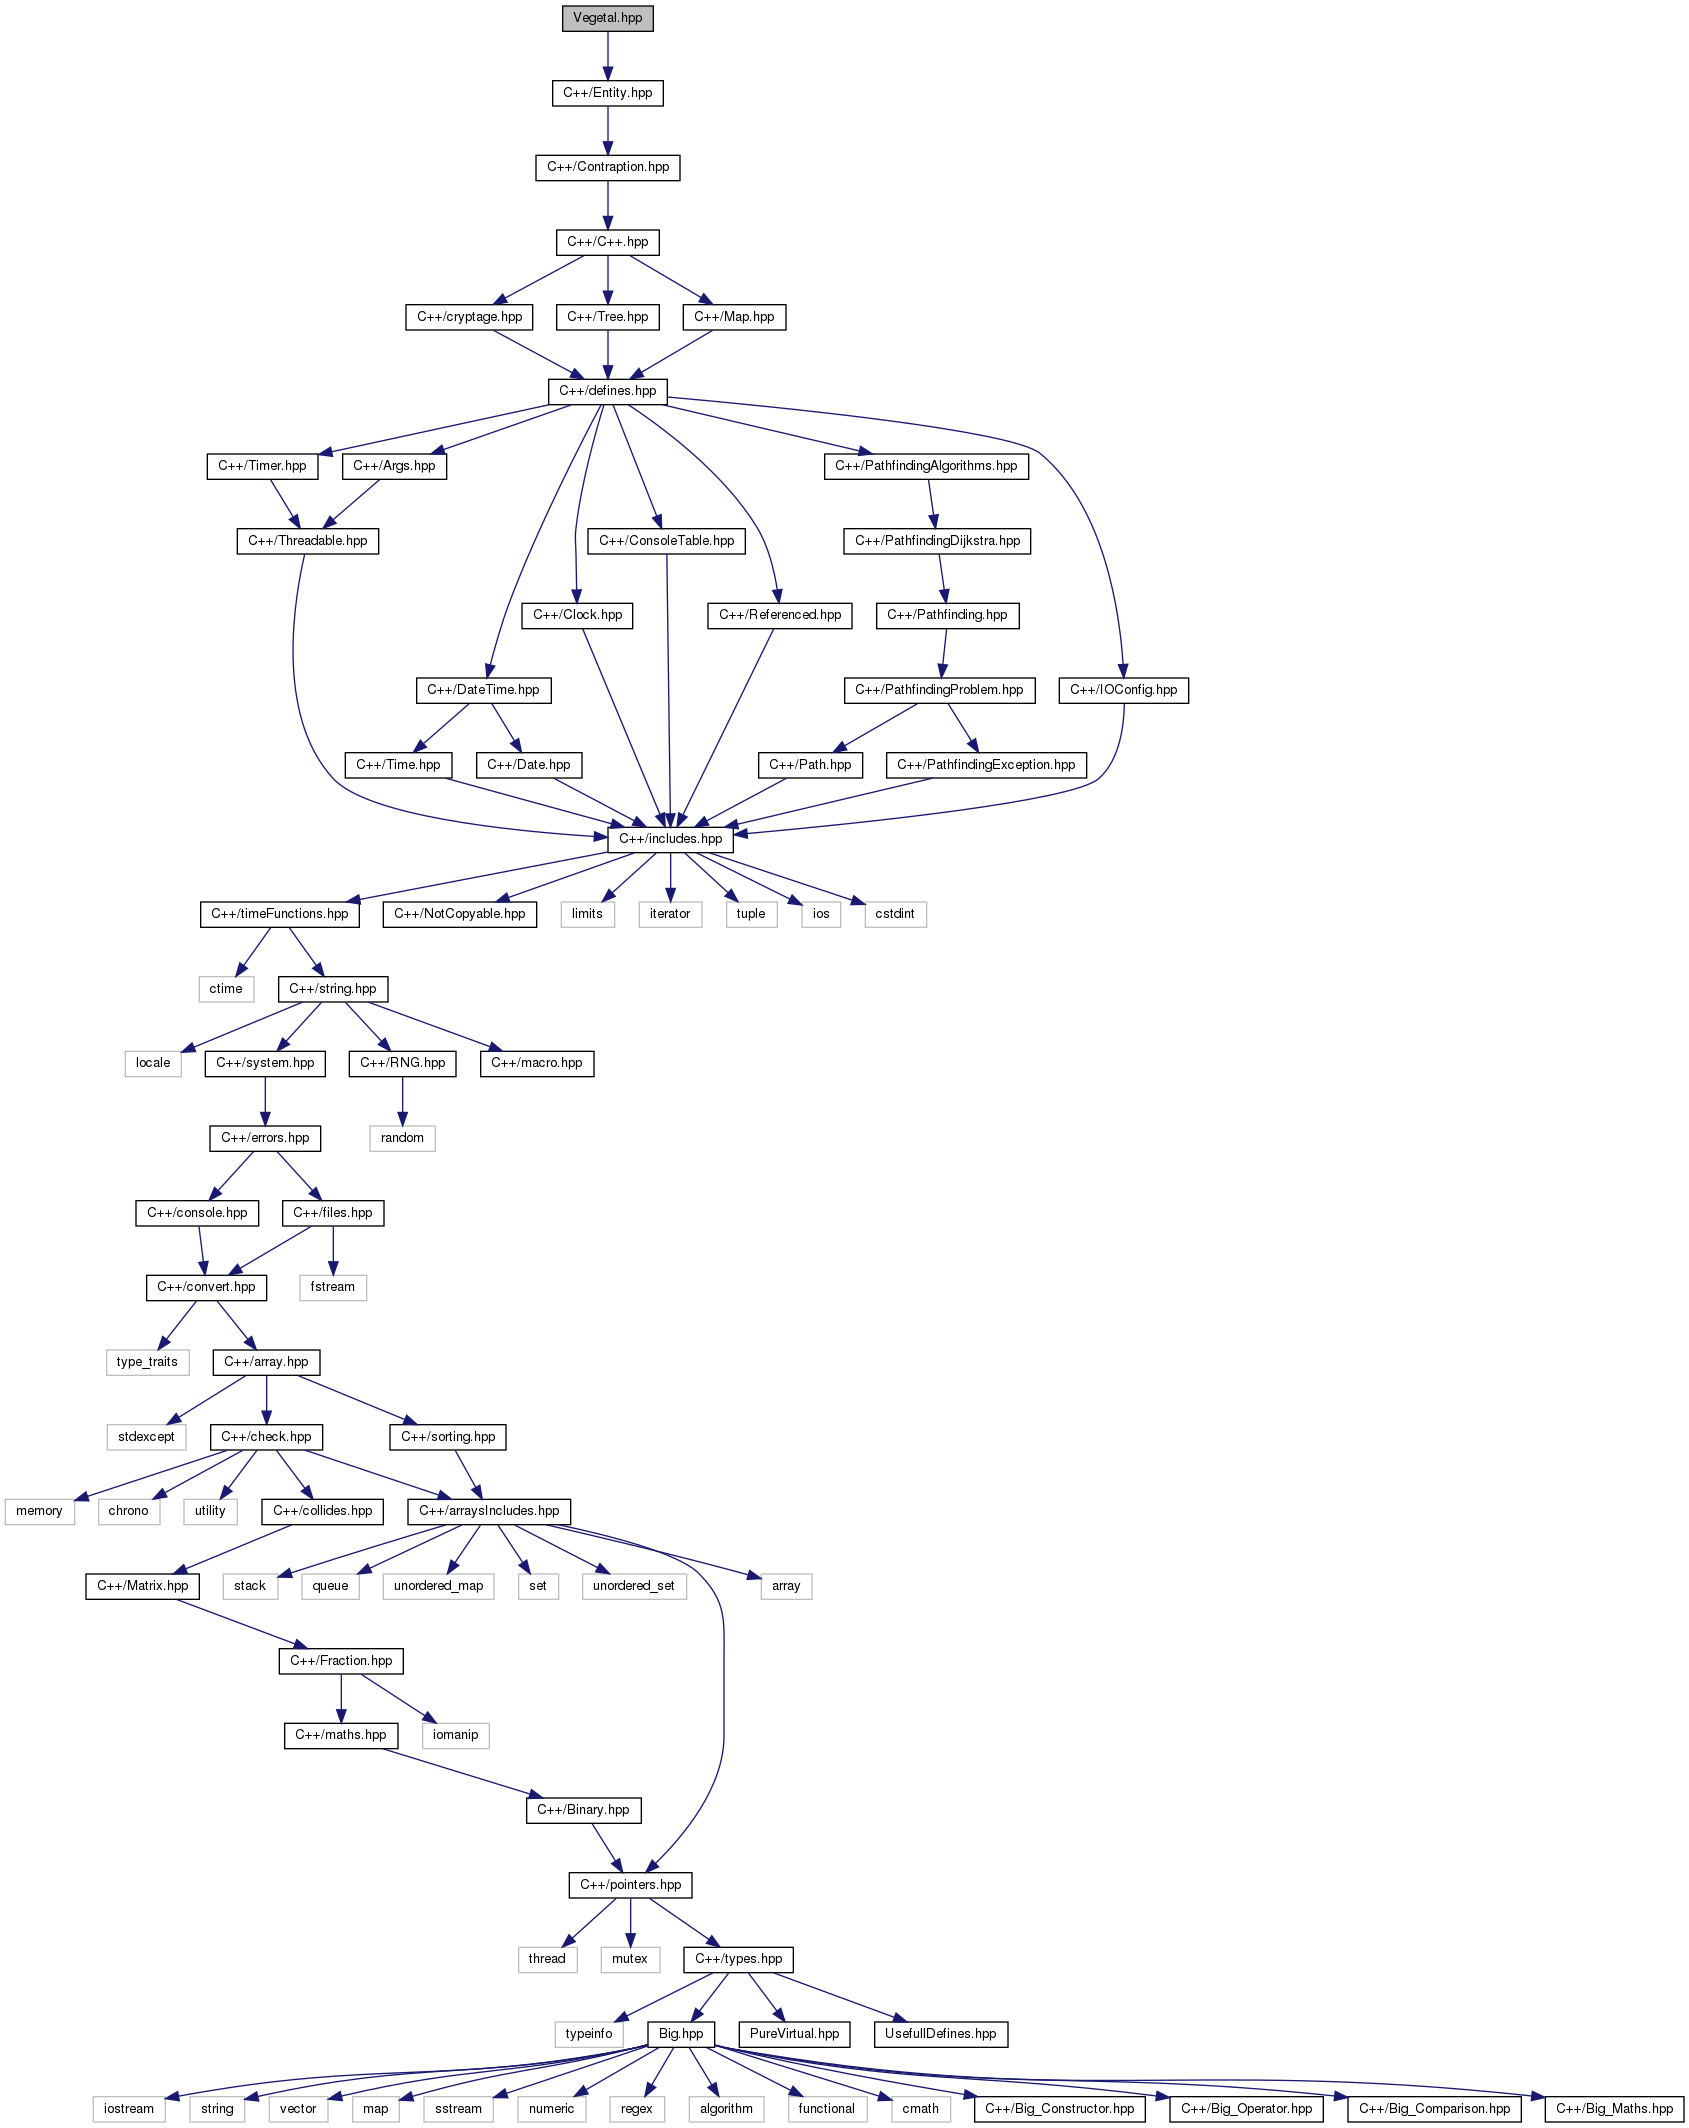 Vegetal.hpp
C++/Entity.hpp
C++/Contraption.hpp
C++/C++.hpp
C++/cryptage.hpp
C++/Tree.hpp
C++/Map.hpp
C++/defines.hpp
C++/Timer.hpp
C++/Args.hpp
C++/PathfindingAlgorithms.hpp
C++/Threadable.hpp
C++/ConsoleTable.hpp
C++/PathfindingDijkstra.hpp
C++/Clock.hpp
C++/Referenced.hpp
C++/Pathfinding.hpp
C++/DateTime.hpp
C++/PathfindingProblem.hpp
C++/IOConfig.hpp
C++/Time.hpp
C++/Date.hpp
C++/Path.hpp
C++/PathfindingException.hpp
C++/includes.hpp
C++/timeFunctions.hpp
C++/NotCopyable.hpp
limits
iterator
tuple
ios
cstdint
ctime
C++/string.hpp
locale
C++/system.hpp
C++/RNG.hpp
C++/macro.hpp
C++/errors.hpp
random
C++/console.hpp
C++/files.hpp
C++/convert.hpp
fstream
type_traits
C++/array.hpp
stdexcept
C++/check.hpp
C++/sorting.hpp
memory
chrono
utility
C++/collides.hpp
C++/arraysIncludes.hpp
C++/Matrix.hpp
stack
queue
unordered_map
set
unordered_set
array
C++/Fraction.hpp
C++/maths.hpp
iomanip
C++/Binary.hpp
C++/pointers.hpp
thread
mutex
C++/types.hpp
typeinfo
Big.hpp
PureVirtual.hpp
UsefullDefines.hpp
iostream
string
vector
map
sstream
numeric
regex
algorithm
functional
cmath
C++/Big_Constructor.hpp
C++/Big_Operator.hpp
C++/Big_Comparison.hpp
C++/Big_Maths.hpp